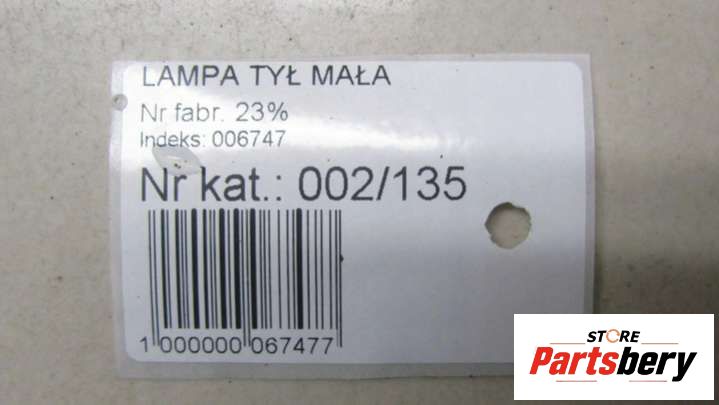 LAMPA TYŁ MAŁA
Nr fabr. 23%
Indeks: 006747
Nr kat.: 002/135
1 000000 067477
STORE
Partsbery